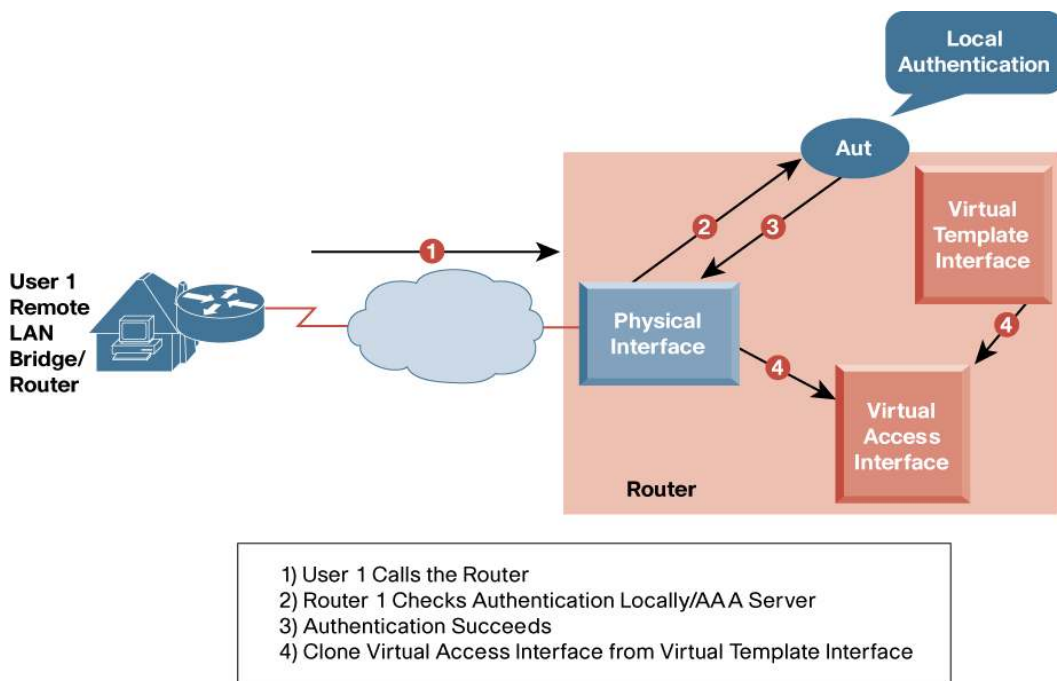 Local
Authentication
Aut
Virtual
Template
Interface
2
3
1
User 1
Remote
LAN
Bridge/
Router
Physical
Interface
4
4
Virtual
Access
Interface
Router
1) User 1 Calls the Router
2) Router 1 Checks Authentication Locally/AAA Server
3) Authentication Succeeds
4) Clone Virtual Access Interface from Virtual Template Interface